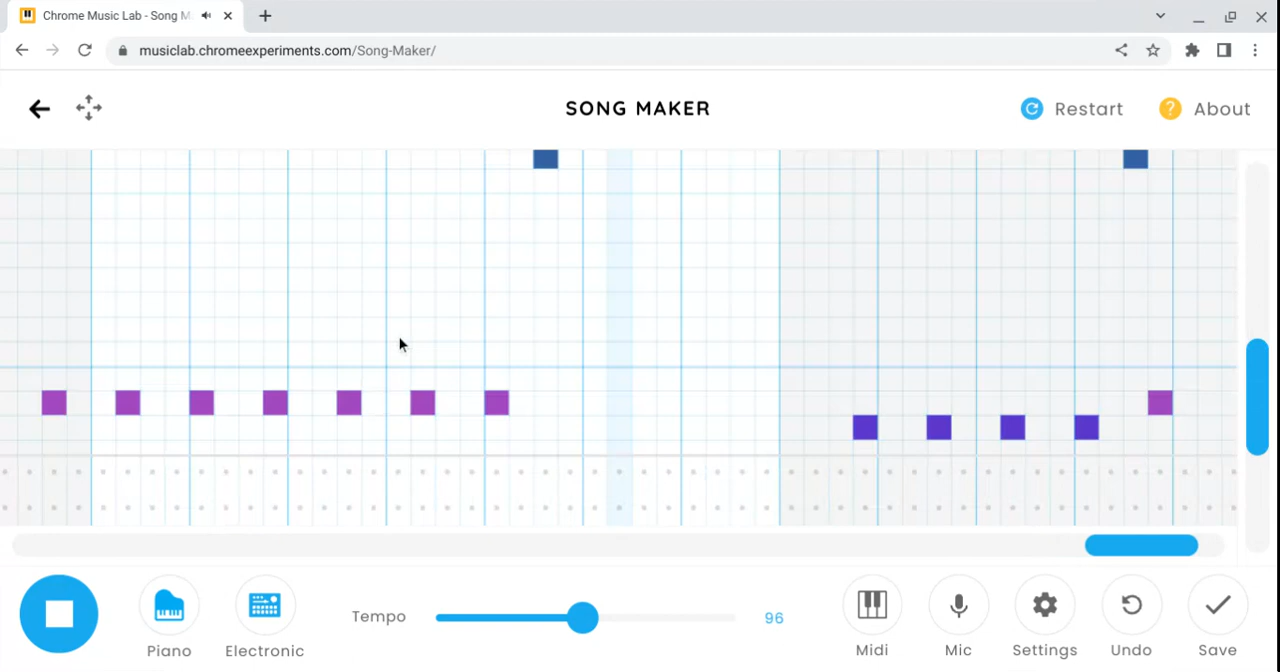 Chrome Music Lab - Song M
musiclab.chromeexperiments.com/Song-Maker/
SONG MAKER
Restart
? About
Piano
Electronic
Tempo
96
Midi
Mic
Settings
Undo
Save